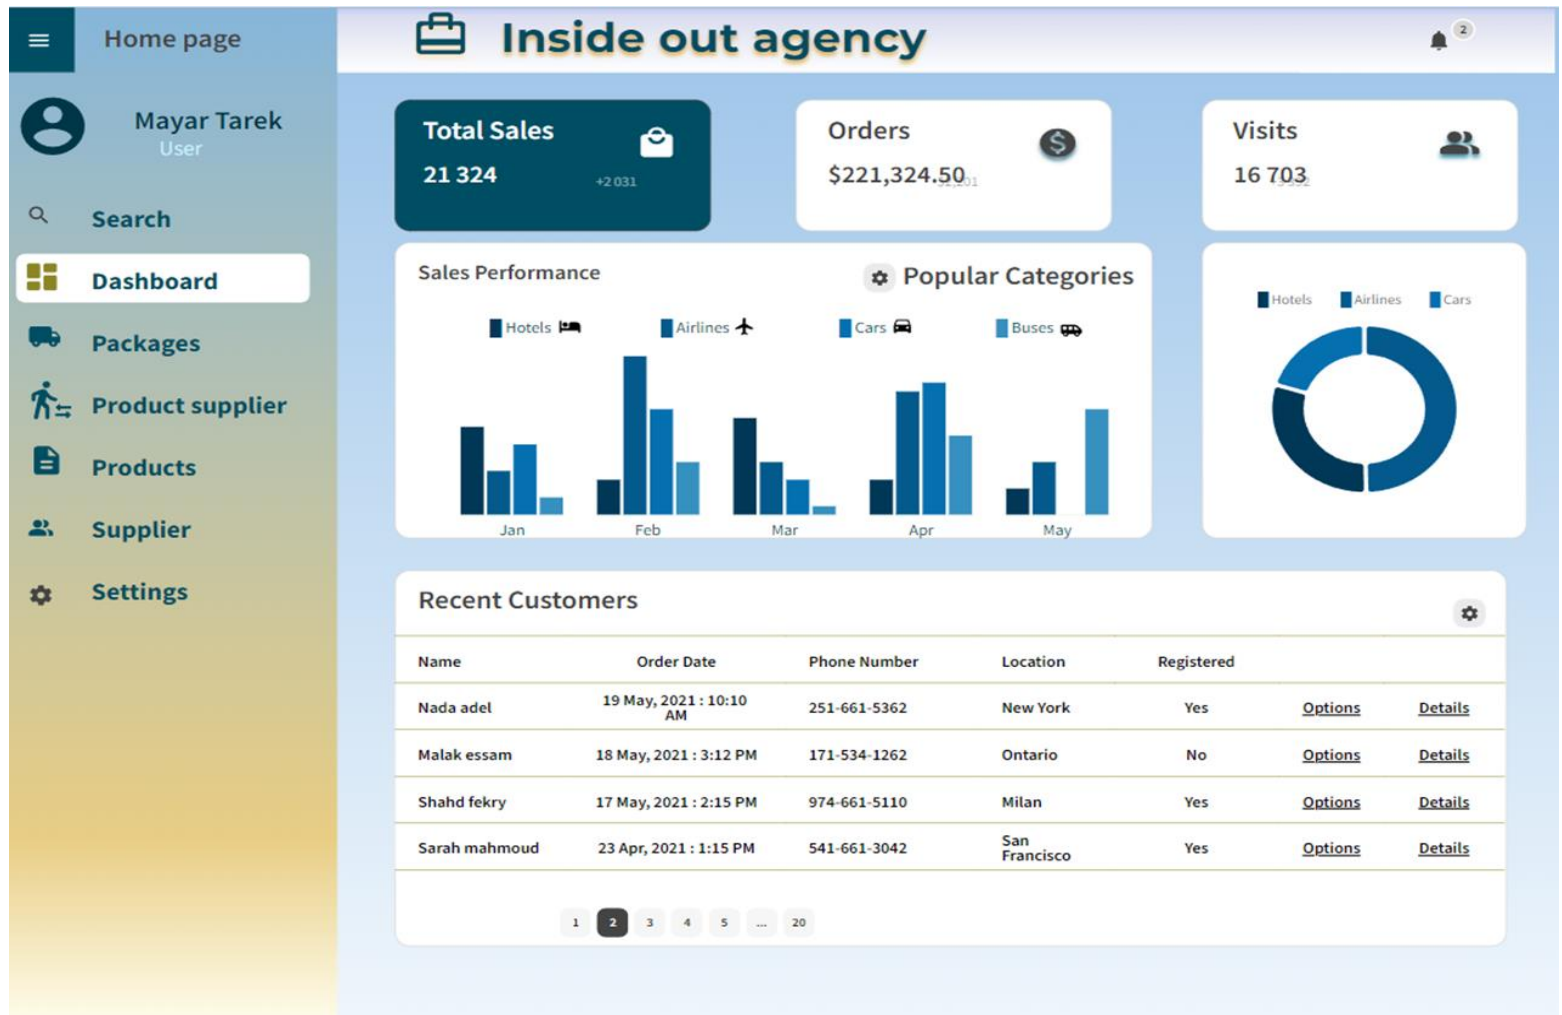 Home page
Inside out agency
2
Mayar Tarek
User
Search
Dashboard
Packages
Product supplier
Products
Supplier
Settings
Total Sales
21 324
+2 031
Orders
$221,324.50
Visits
16 703
Sales Performance
Popular Categories
Hotels Airlines Cars Buses
Jan Feb Mar Apr May
Hotels Airlines Cars
Recent Customers
Name Order Date Phone Number Location Registered
Nada adel 19 May, 2021 : 10:10 AM 251-661-5362 New York Yes Options Details
Malak essam 18 May, 2021 : 3:12 PM 171-534-1262 Ontario No Options Details
Shahd fekry 17 May, 2021 : 2:15 PM 974-661-5110 Milan Yes Options Details
Sarah mahmoud 23 Apr, 2021 : 1:15 PM 541-661-3042 San Francisco Yes Options Details
1 2 3 4 5 ... 20